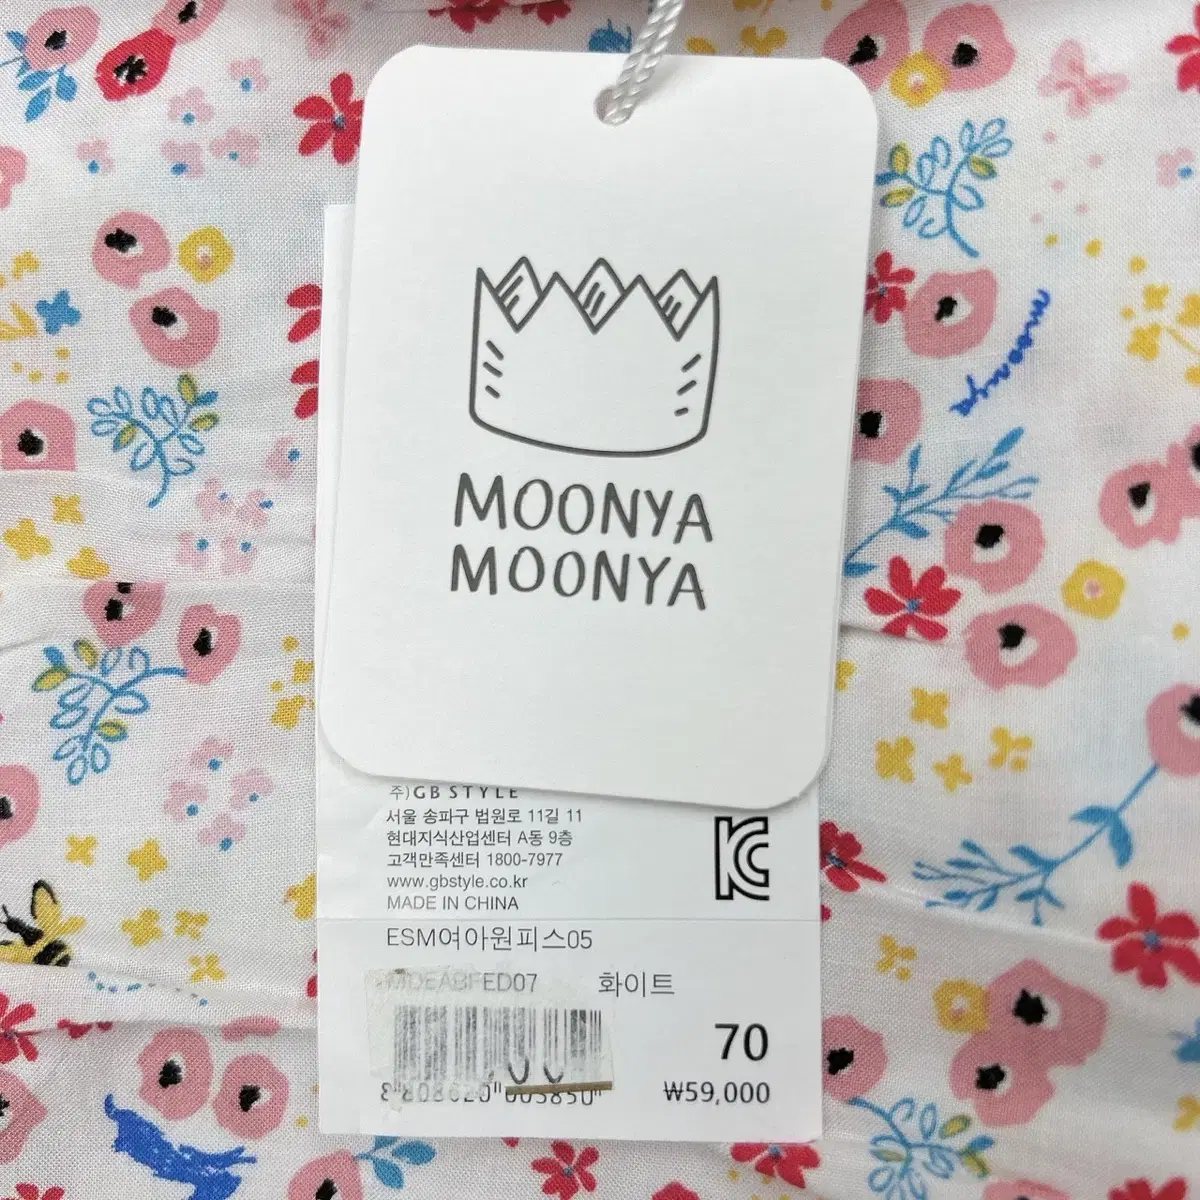 MOONYA
MOONYA
moonya
주)GB STYLE
서울 송파구 법원로 11길 11
현대지식산업센터 A동 9층
고객만족센터 1800-7977
www.gbstyle.co.kr
MADE IN CHINA
ESM여아원피스05
화이트
70
₩59,000